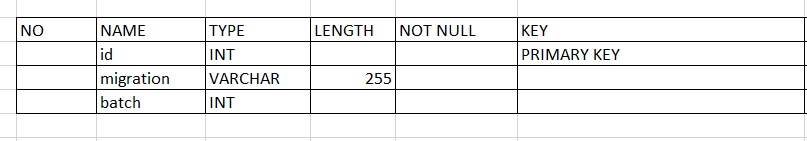 NO NAME TYPE LENGTH NOT NULL KEY
id INT PRIMARY KEY
migration VARCHAR 255
batch INT